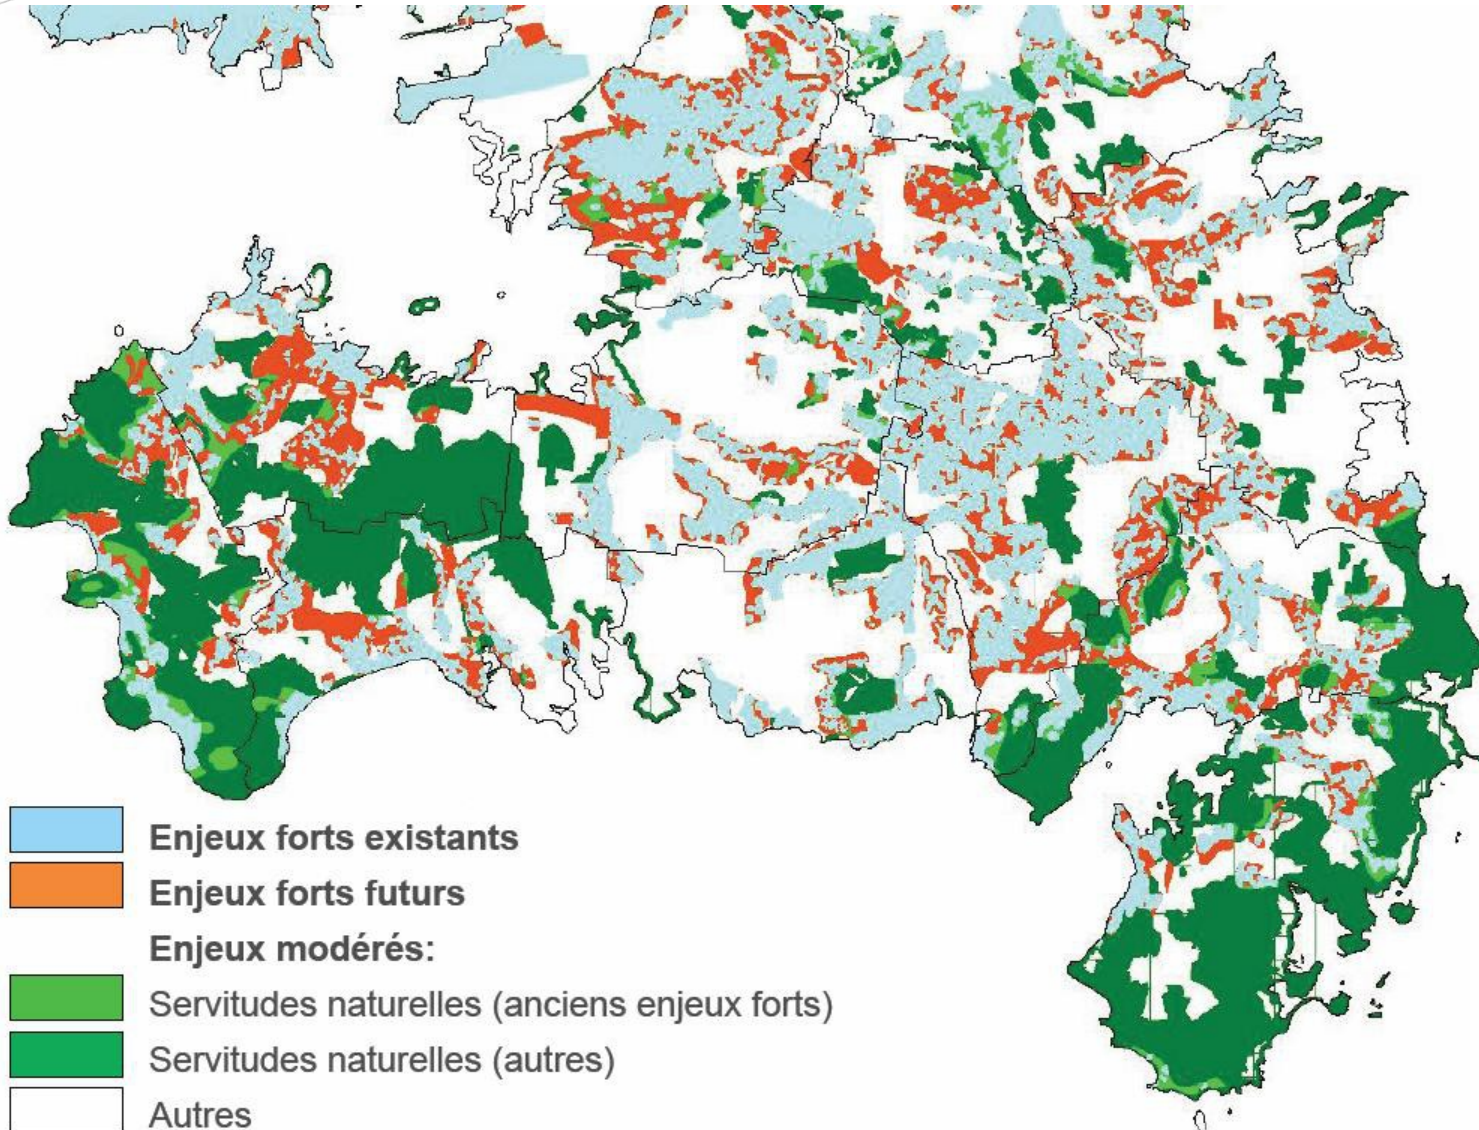 Enjeux forts existants
Enjeux forts futurs
Enjeux modérés:
Servitudes naturelles (anciens enjeux forts)
Servitudes naturelles (autres)
Autres